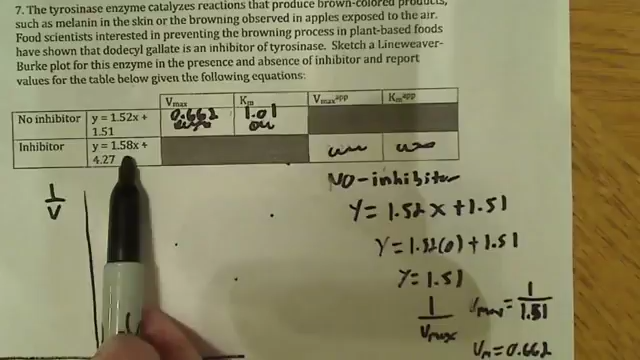 7. The tyrosinase enzyme catalyzes reactions that produce brown-colored products,
such as melanin in the skin or the browning observed in apples exposed to the air.
Food scientists interested in preventing the browning process in plant-based foods
have shown that dodecyl gallate is an inhibitor of tyrosinase. Sketch a Lineweaver-
Burke plot for this enzyme in the presence and absence of inhibitor and report
values for the table below given the following equations:
Vmax Km Vmaxapp Kmapp
No inhibitor y = 1.52x + 1.51 0.662 1.01
Inhibitor y = 1.58x + 4.27
1/V
NO-inhibitor
Y = 1.52 X + 1.51
Y = 1.52(0) + 1.51
Y = 1.51
1/Vmax Vmax = 1/1.51
Vm = 0.662